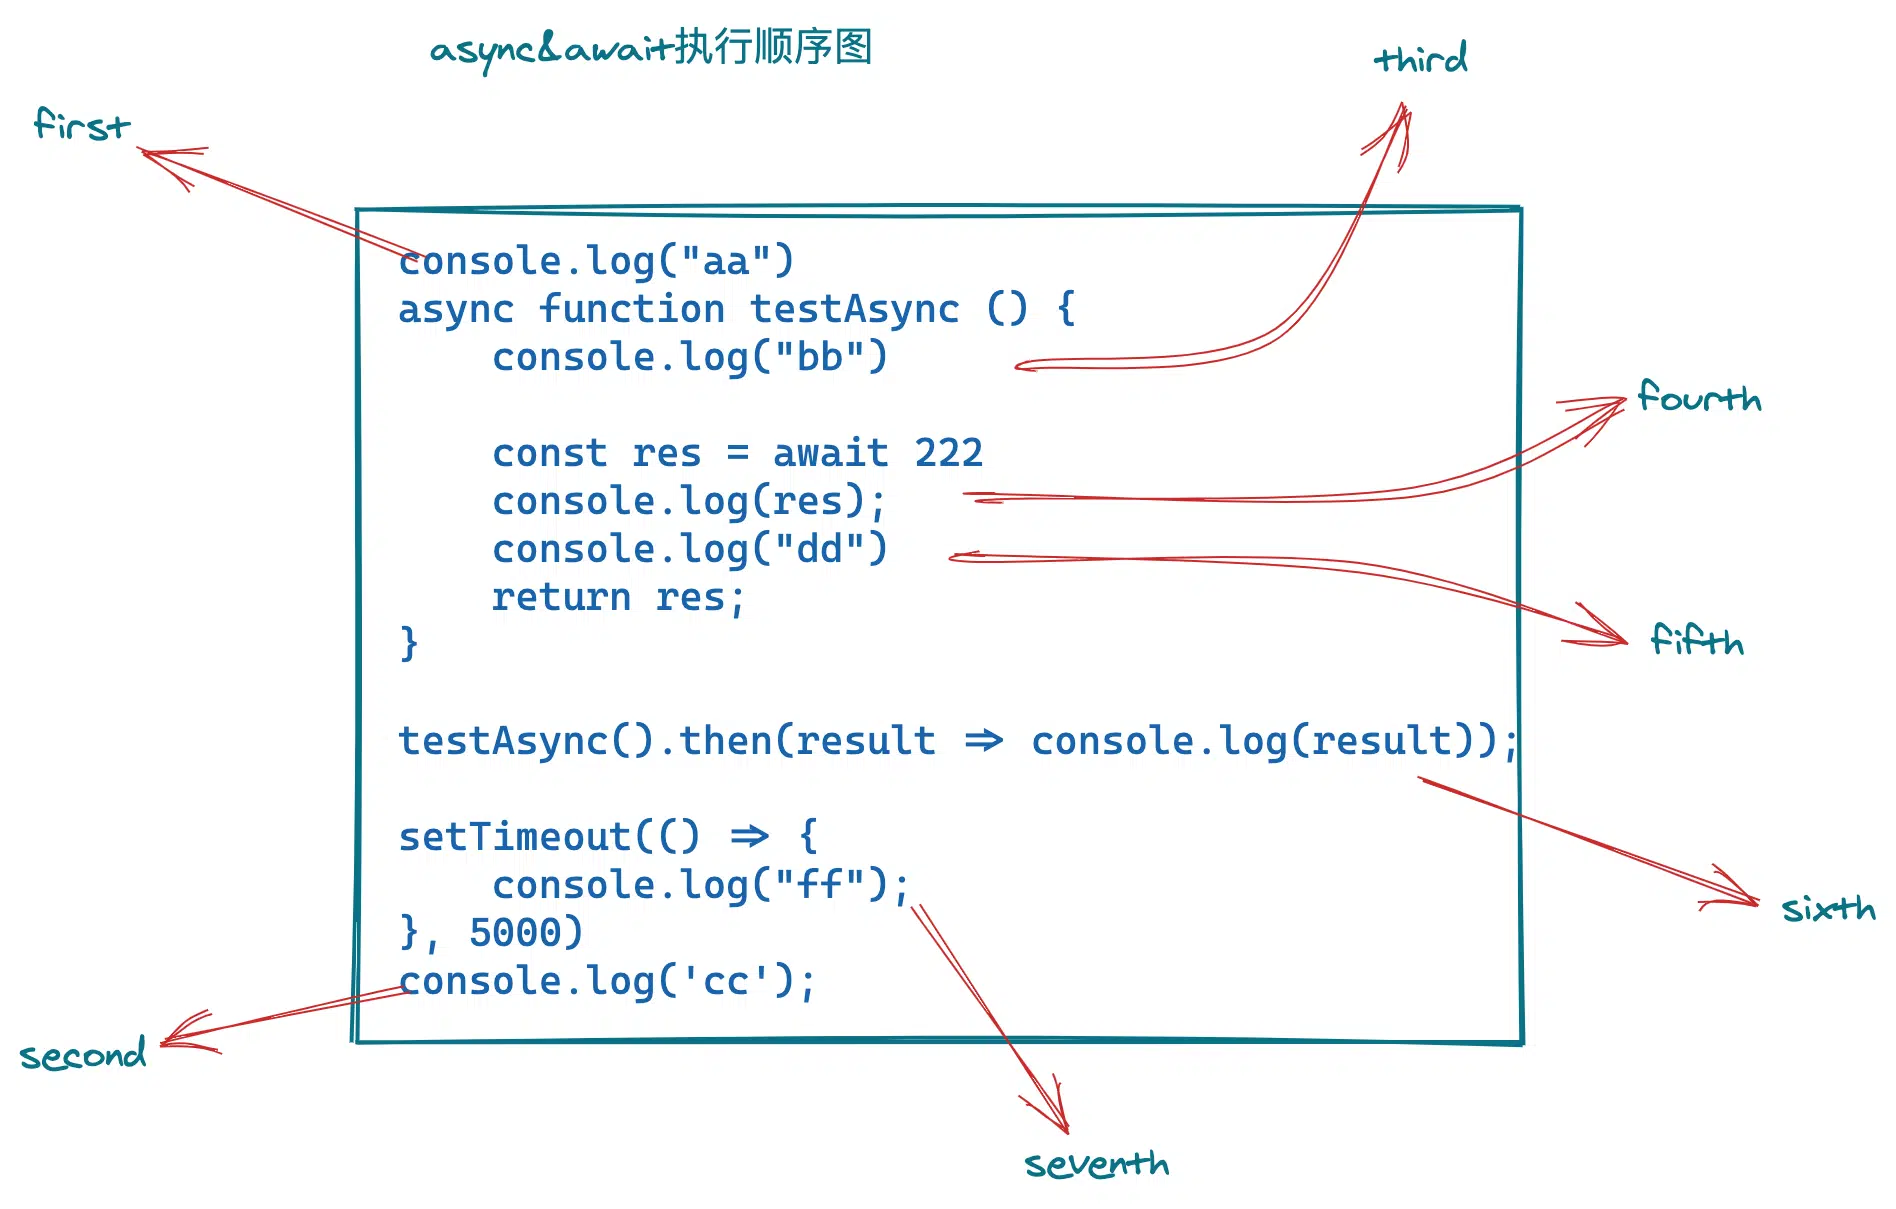 async&await执行顺序图
third
first
console.log("aa")
async function testAsync () {
    console.log("bb")
fourth
    const res = await 222
    console.log(res);
    console.log("dd")
    return res;
}
fifth
testAsync().then(result => console.log(result));
setTimeout(() => {
    console.log("ff");
sixth
}, 5000)
console.log('cc');
second
seventh